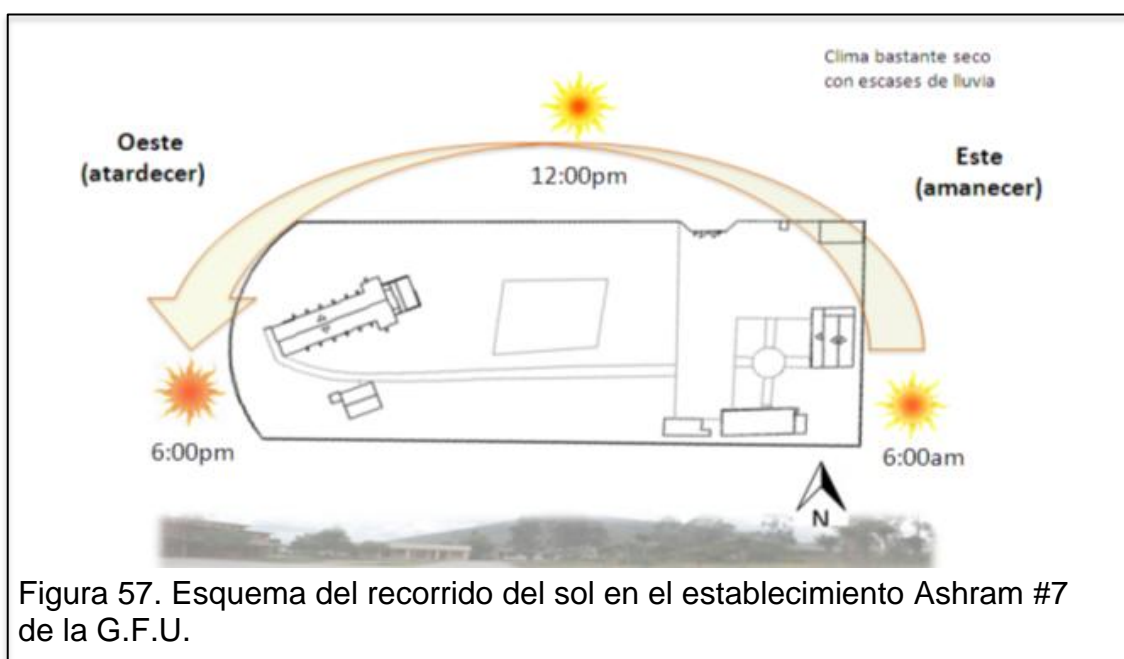 Clima bastante seco
con escases de lluvia
Oeste
(atardecer)
Este
(amanecer)
12:00pm
6:00pm
6:00am
N
Figura 57. Esquema del recorrido del sol en el establecimiento Ashram #7
de la G.F.U.